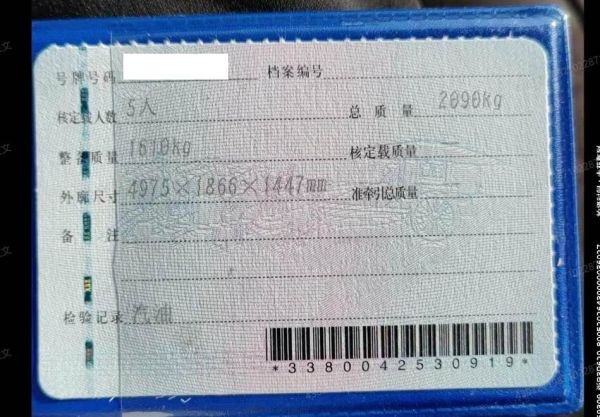 号牌号码 档案编号
核定载人数 5人 总质量 2090kg
整备质量 1610kg 核定载质量
外廓尺寸 4975×1866×1447mm 准牵引总质量
备注
检验记录 汽油
*3380042530919*